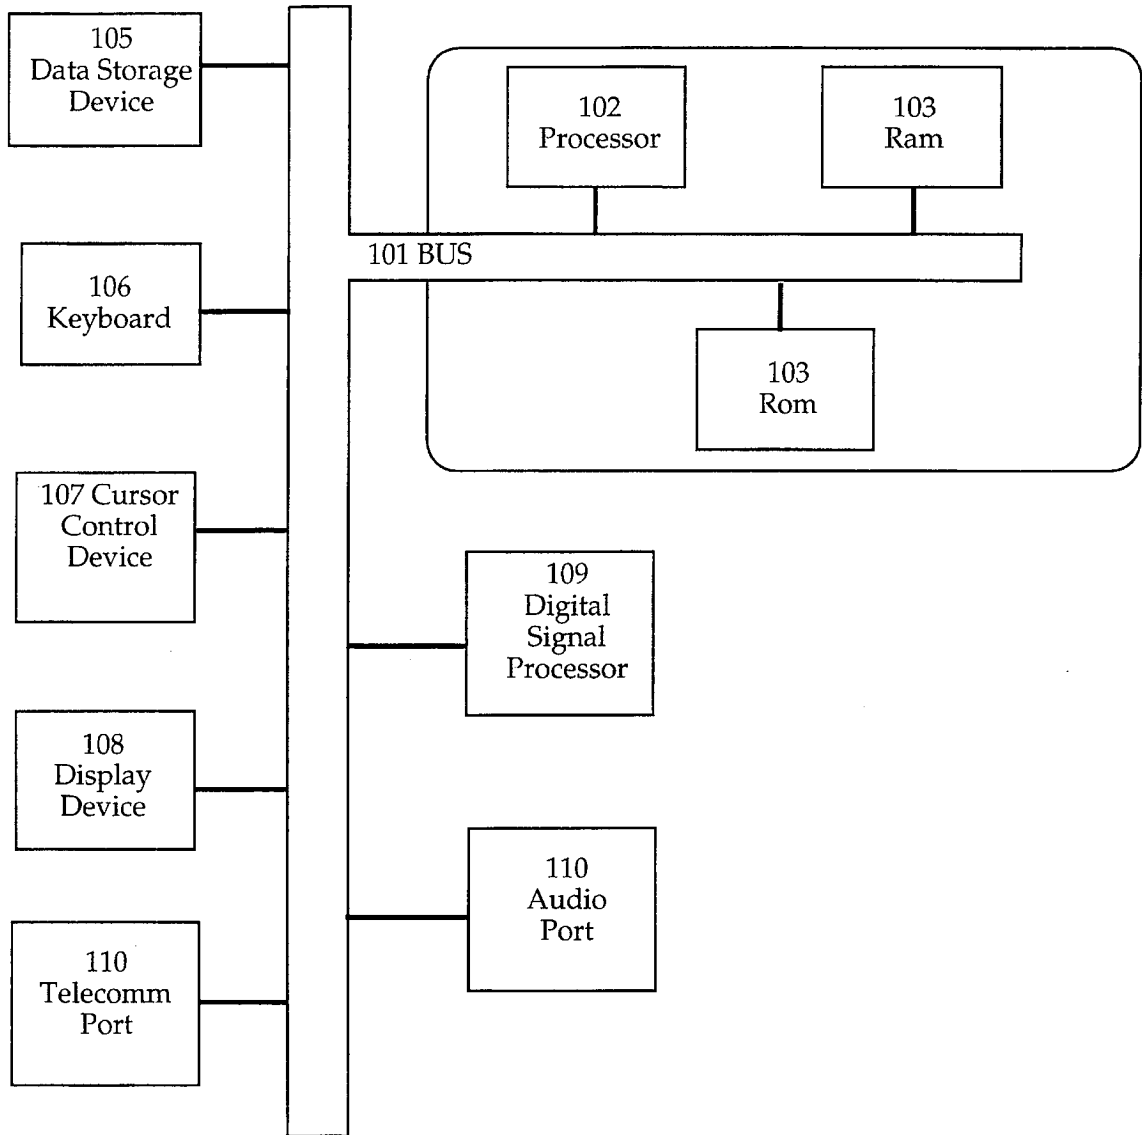 105
Data Storage
Device
102
Processor
103
Ram
101 BUS
106
Keyboard
103
Rom
107 Cursor
Control
Device
109
Digital
Signal
Processor
108
Display
Device
110
Audio
Port
110
Telecomm
Port